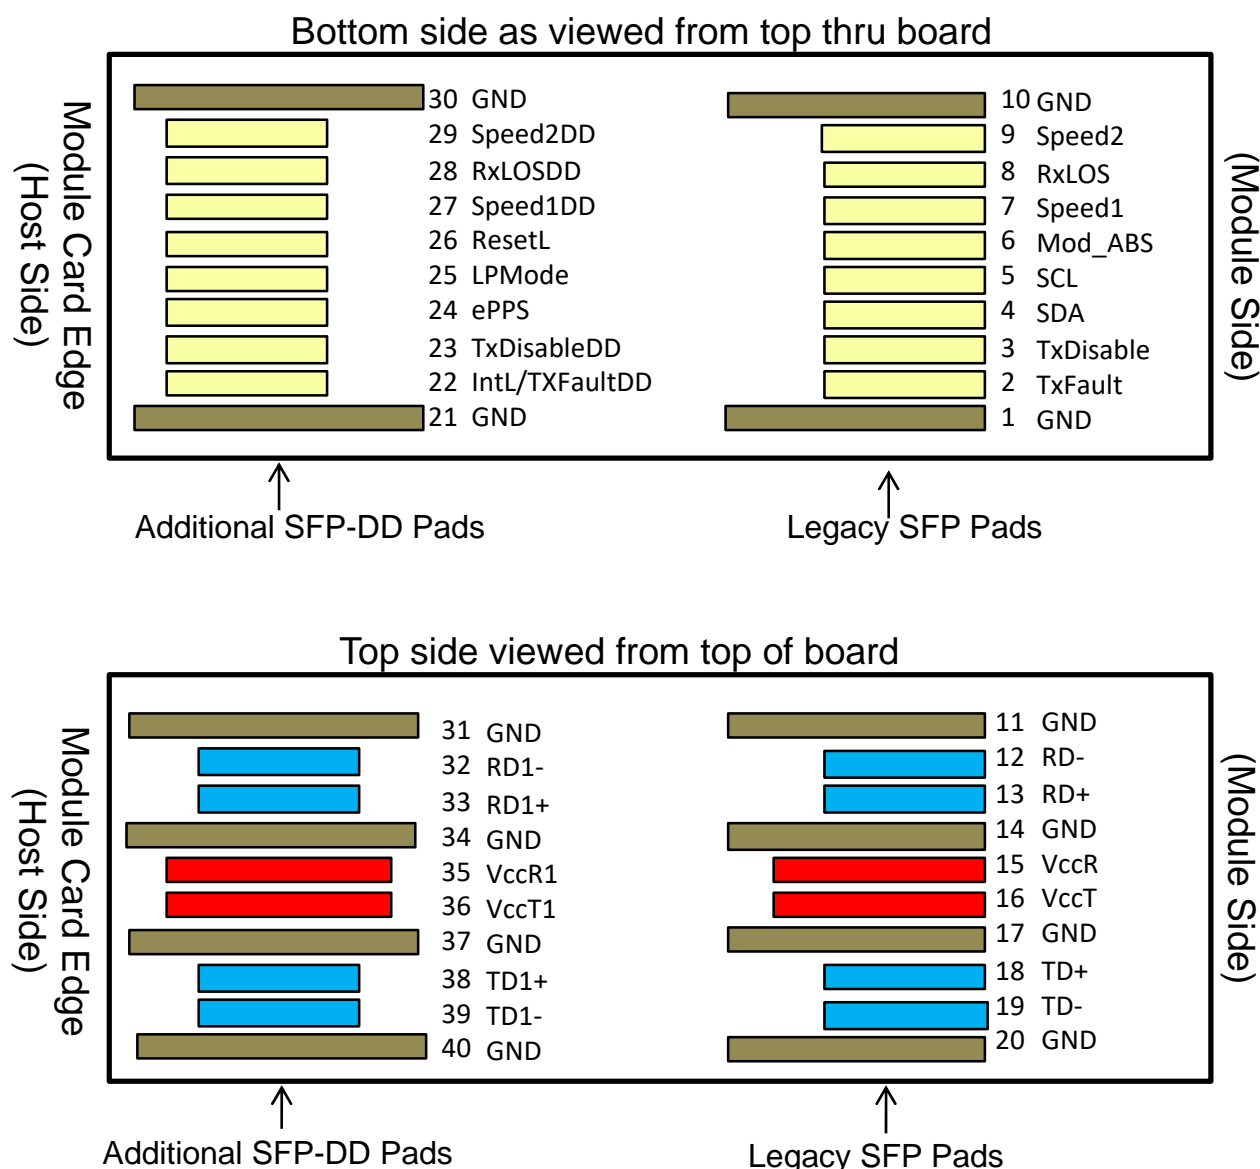 Bottom side as viewed from top thru board
Module Card Edge
(Host Side)
30 GND
29 Speed2DD
28 RxLOSDD
27 Speed1DD
26 ResetL
25 LPMode
24 ePPS
23 TxDisableDD
22 IntL/TXFaultDD
21 GND
10 GND
9 Speed2
8 RxLOS
7 Speed1
6 Mod_ABS
5 SCL
4 SDA
3 TxDisable
2 TxFault
1 GND
(Module Side)
Additional SFP-DD Pads
Legacy SFP Pads
Top side viewed from top of board
Module Card Edge
(Host Side)
31 GND
32 RD1-
33 RD1+
34 GND
35 VccR1
36 VccT1
37 GND
38 TD1+
39 TD1-
40 GND
11 GND
12 RD-
13 RD+
14 GND
15 VccR
16 VccT
17 GND
18 TD+
19 TD-
20 GND
(Module Side)
Additional SFP-DD Pads
Legacy SFP Pads